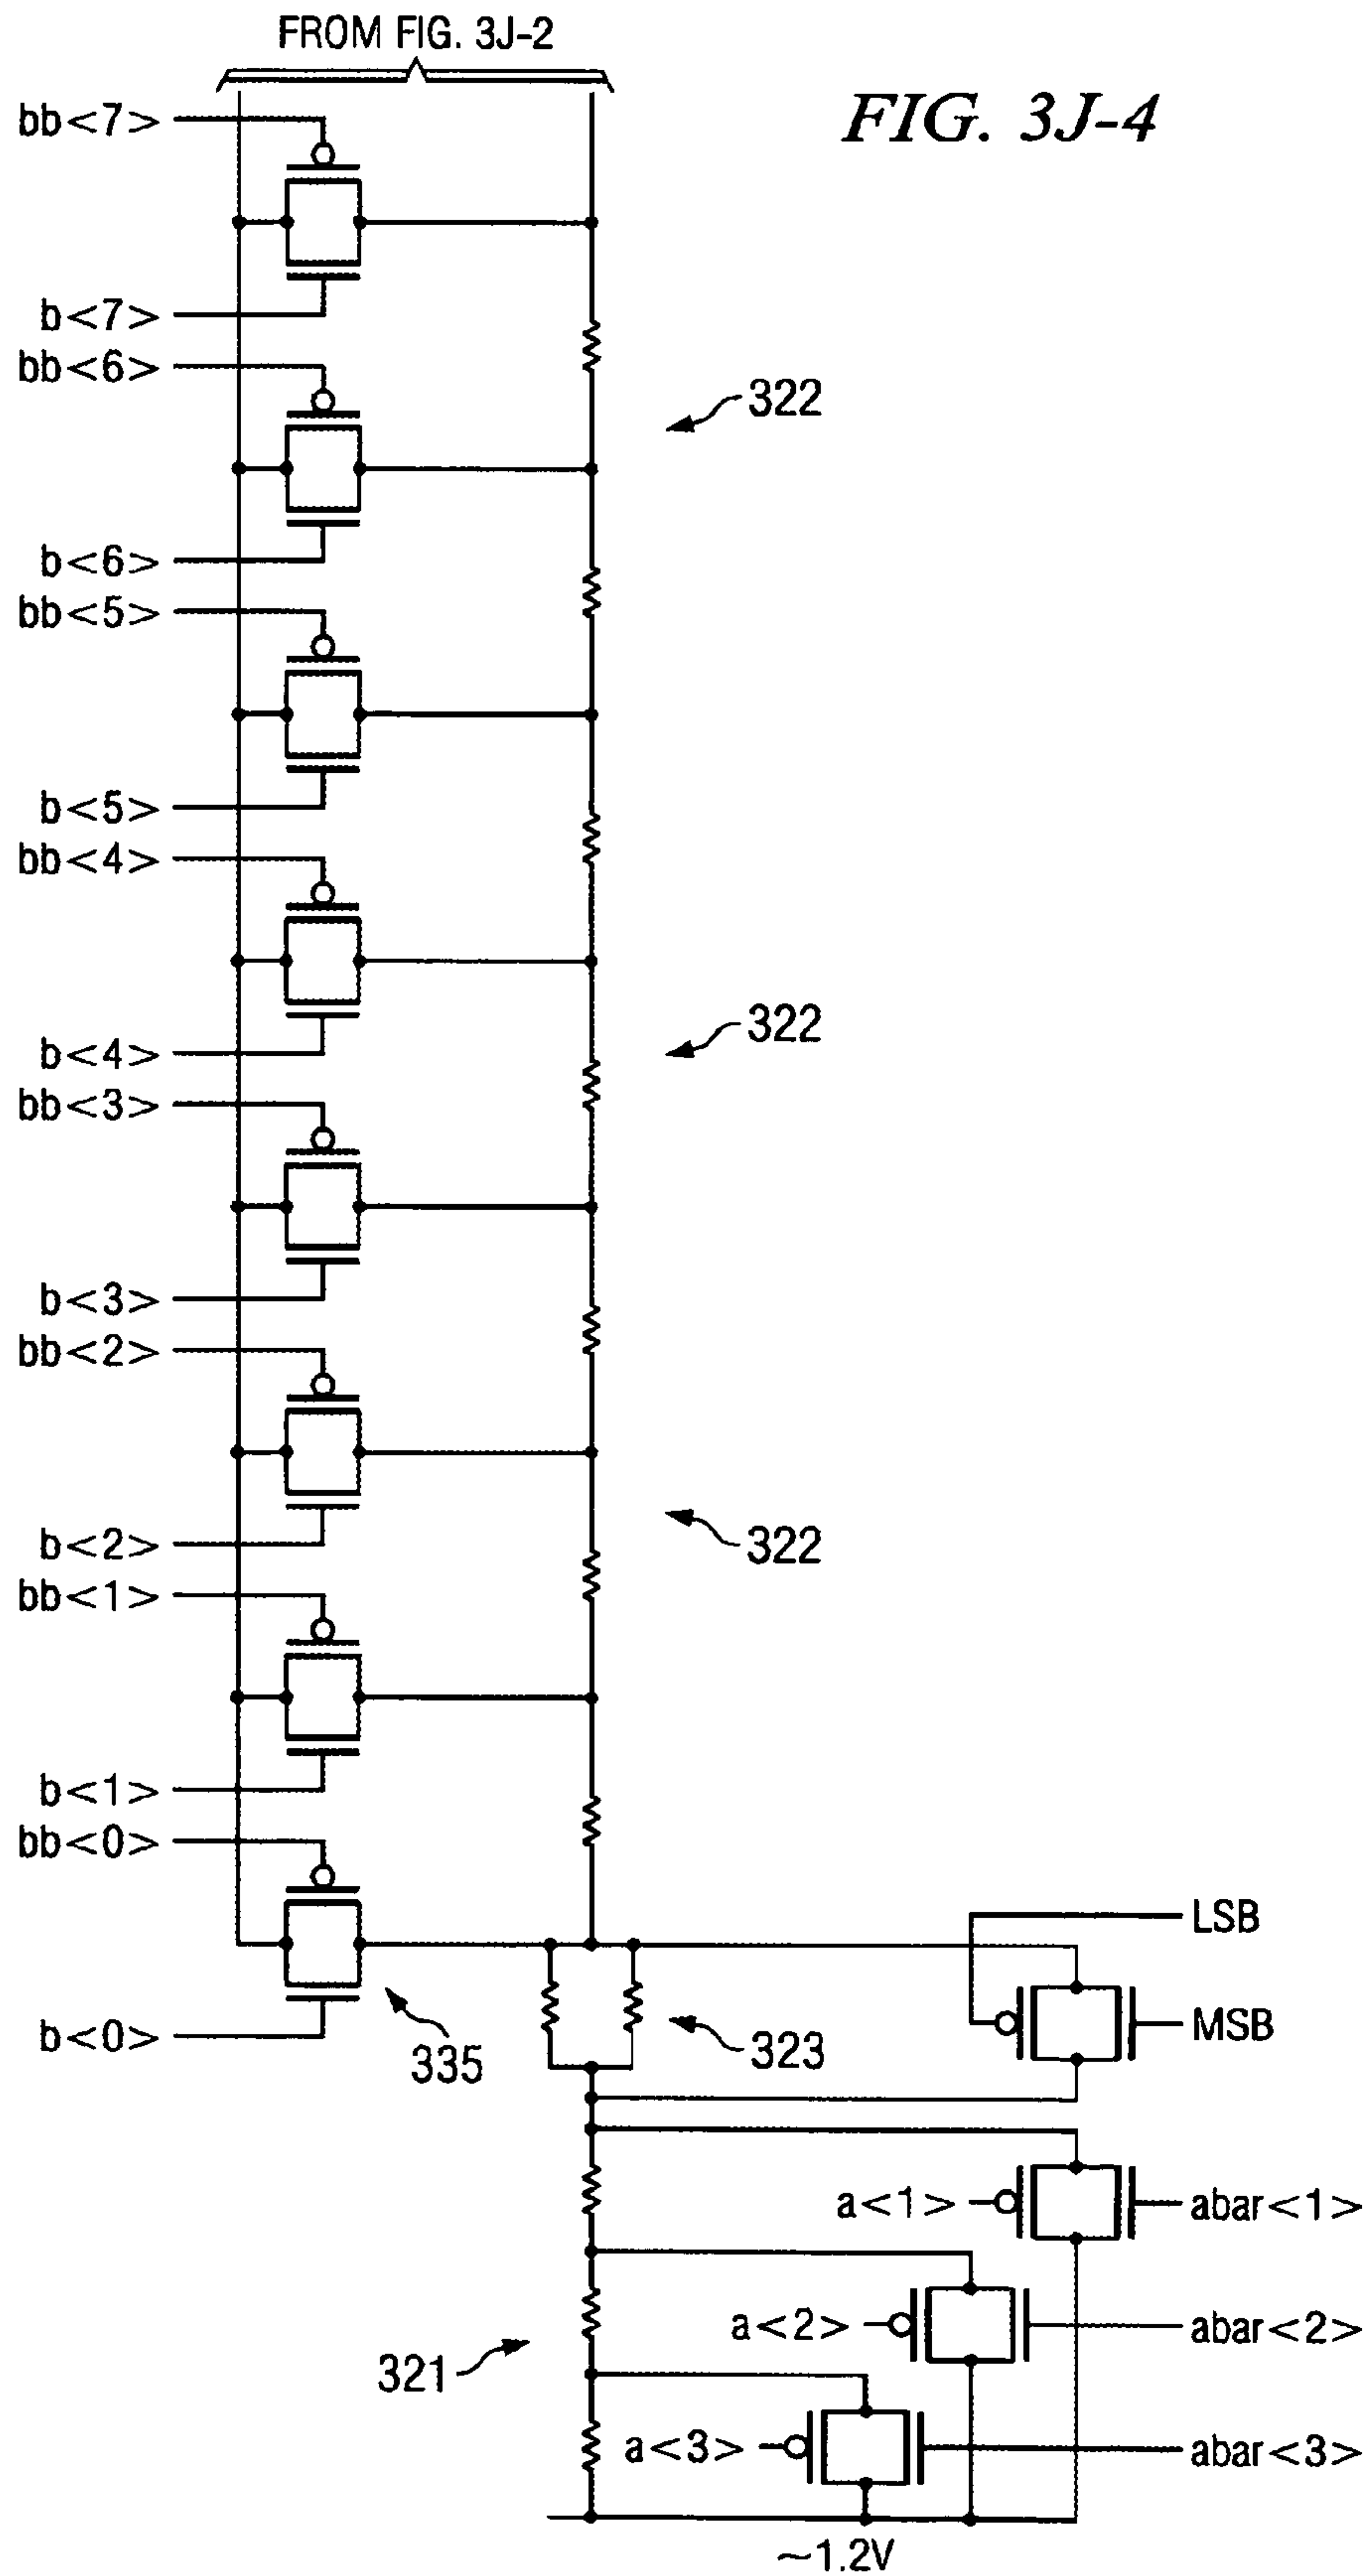 FROM FIG. 3J-2
FIG. 3J-4
bb<7>
b<7>
bb<6>
322
b<6>
bb<5>
b<5>
bb<4>
322
b<4>
bb<3>
b<3>
bb<2>
322
b<2>
bb<1>
b<1>
bb<0>
LSB
MSB
b<0>
335
323
a<1>
abar<1>
a<2>
abar<2>
321
a<3>
abar<3>
~1.2V